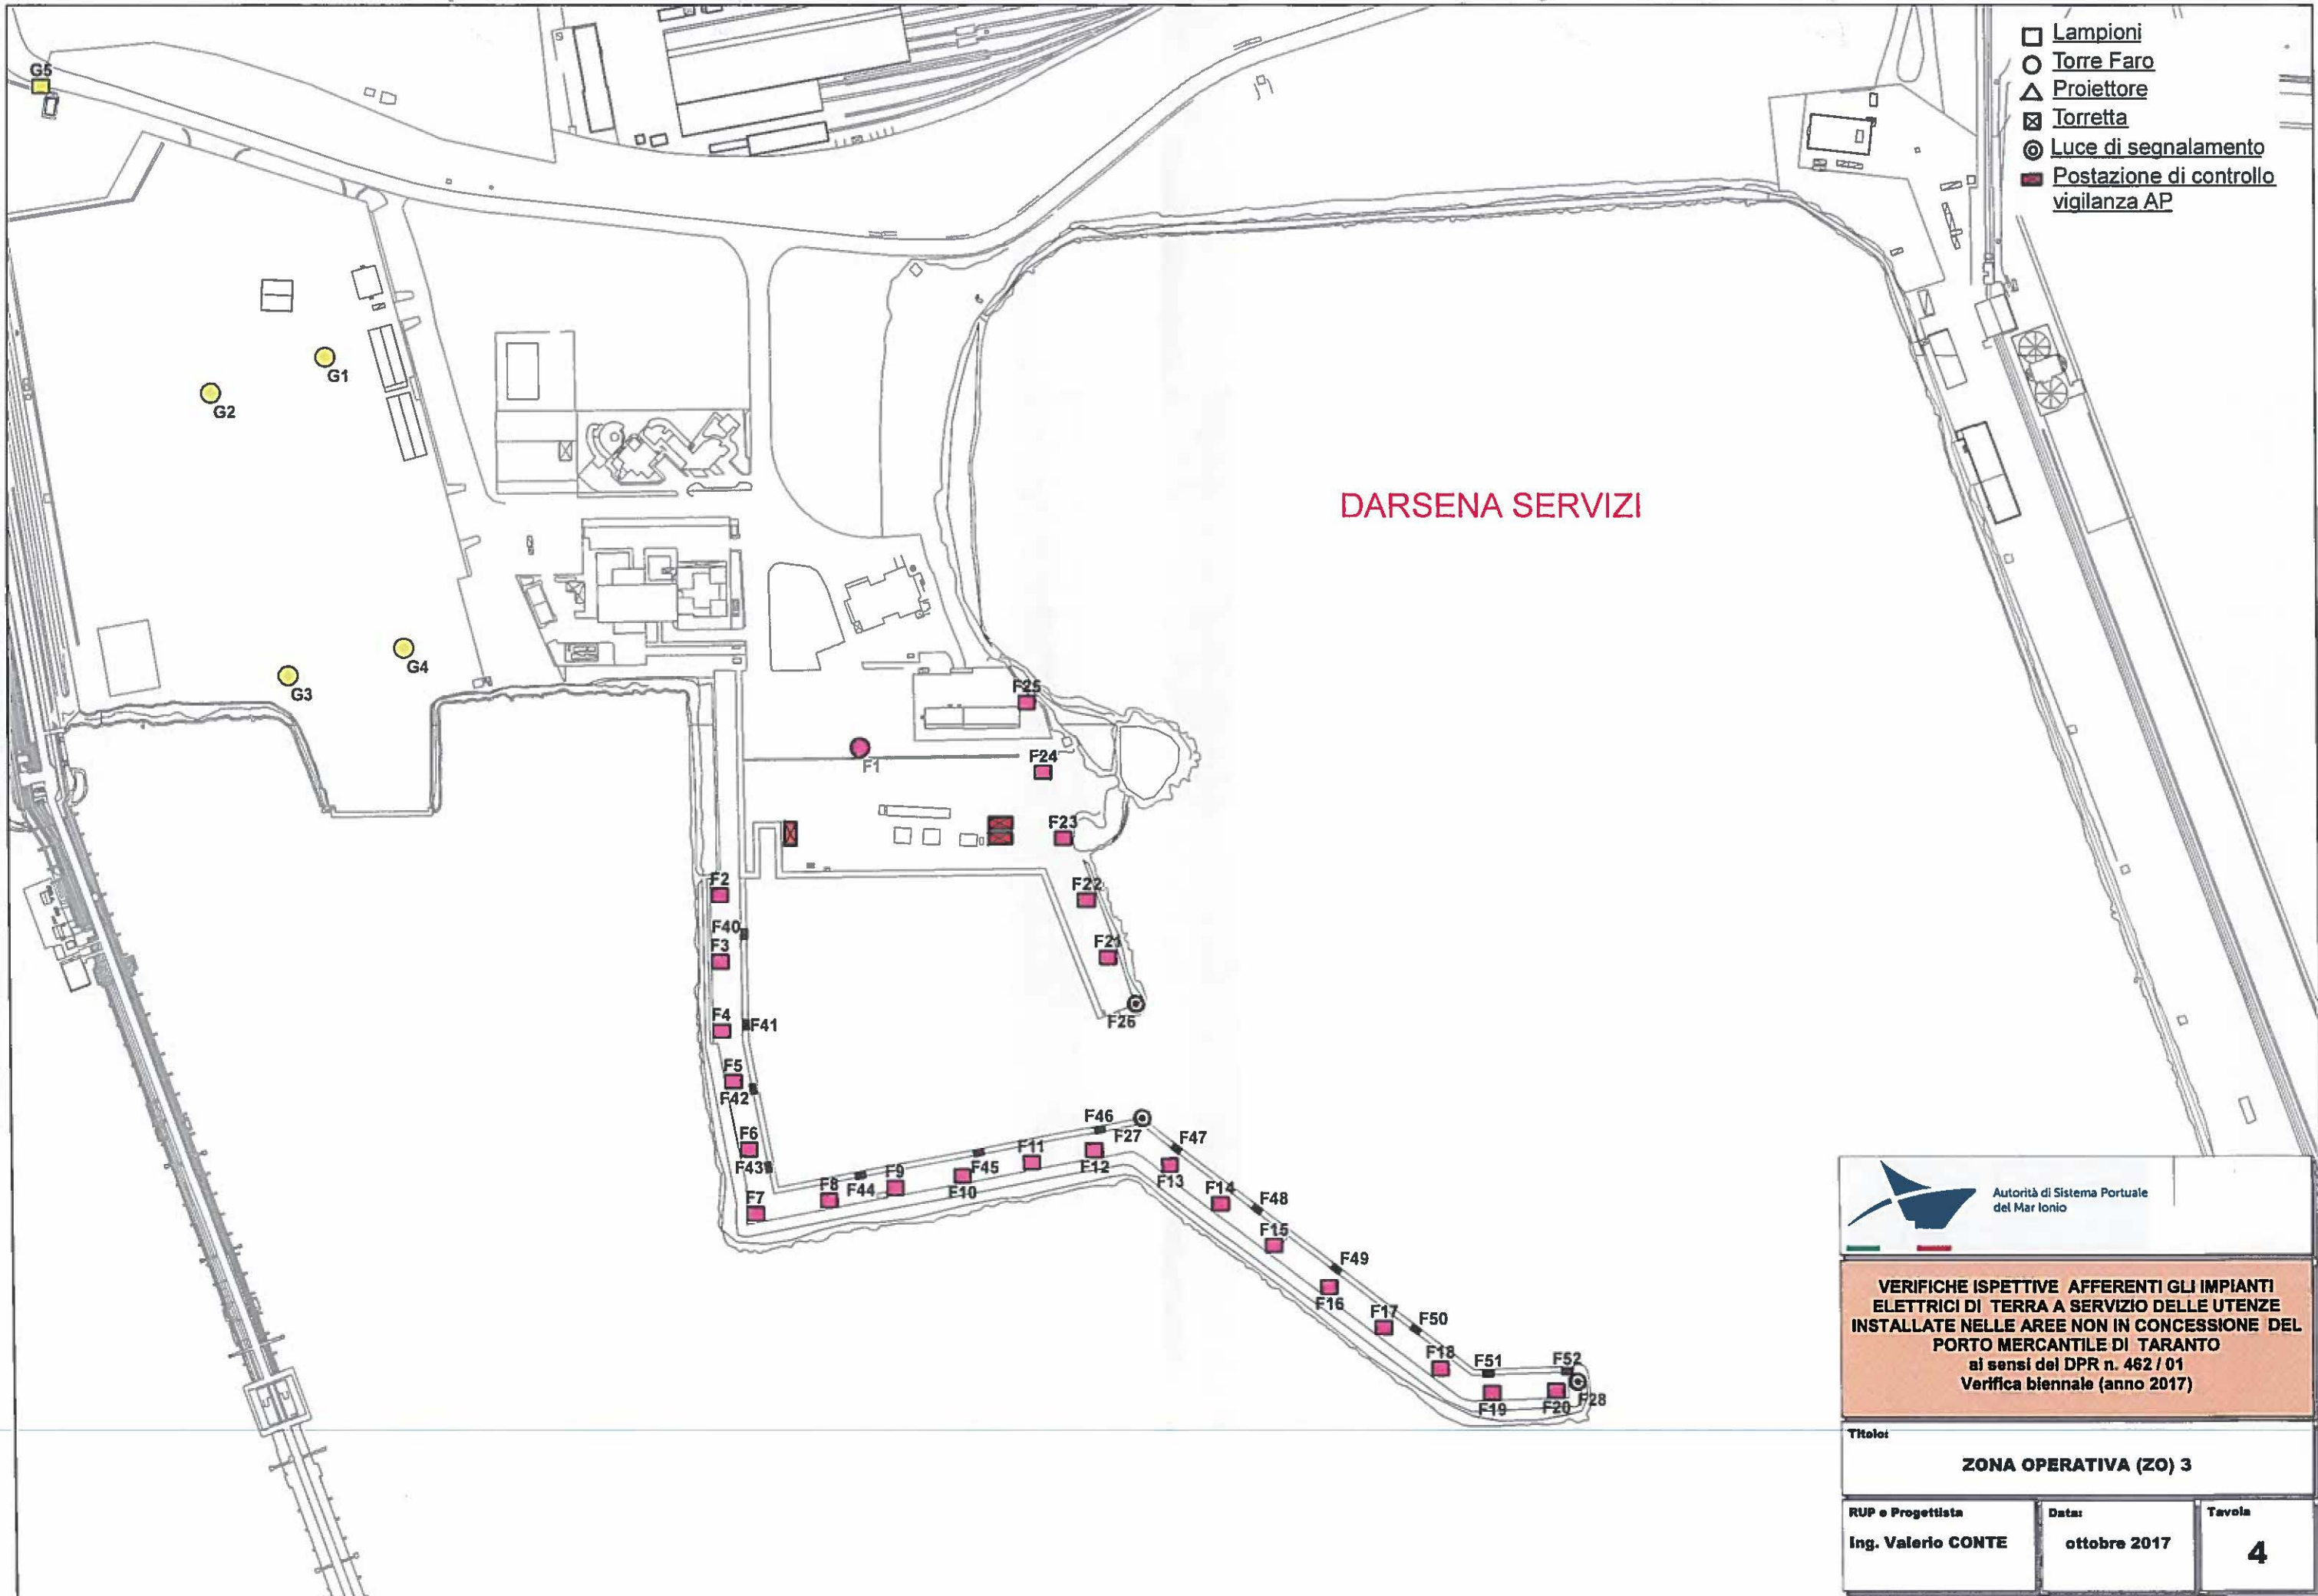 Lampioni
Torre Faro
Proiettore
Torretta
Luce di segnalamento
Postazione di controllo
vigilanza AP
G5
G1
G2
DARSENA SERVIZI
G4
G3
F25
F1
F24
F23
F2
F22
F40
F3
F21
F4
F41
F26
F5
F42
F6
F43
F46
F27
F47
F11
F12
F13
F45
F9
F8
F44
F10
F7
F14
F48
F15
F49
F16
F17
F50
F18
F51
F52
F19
F20
F28
Autorità di Sistema Portuale
del Mar Ionio
VERIFICHE ISPETTIVE AFFERENTI GLI IMPIANTI
ELETTRICI DI TERRA A SERVIZIO DELLE UTENZE
INSTALLATE NELLE AREE NON IN CONCESSIONE DEL
PORTO MERCANTILE DI TARANTO
ai sensi del DPR n. 462 / 01
Verifica biennale (anno 2017)
Titolo:
ZONA OPERATIVA (ZO) 3
RUP e Progettista
Ing. Valerio CONTE
Data:
ottobre 2017
Tavola
4